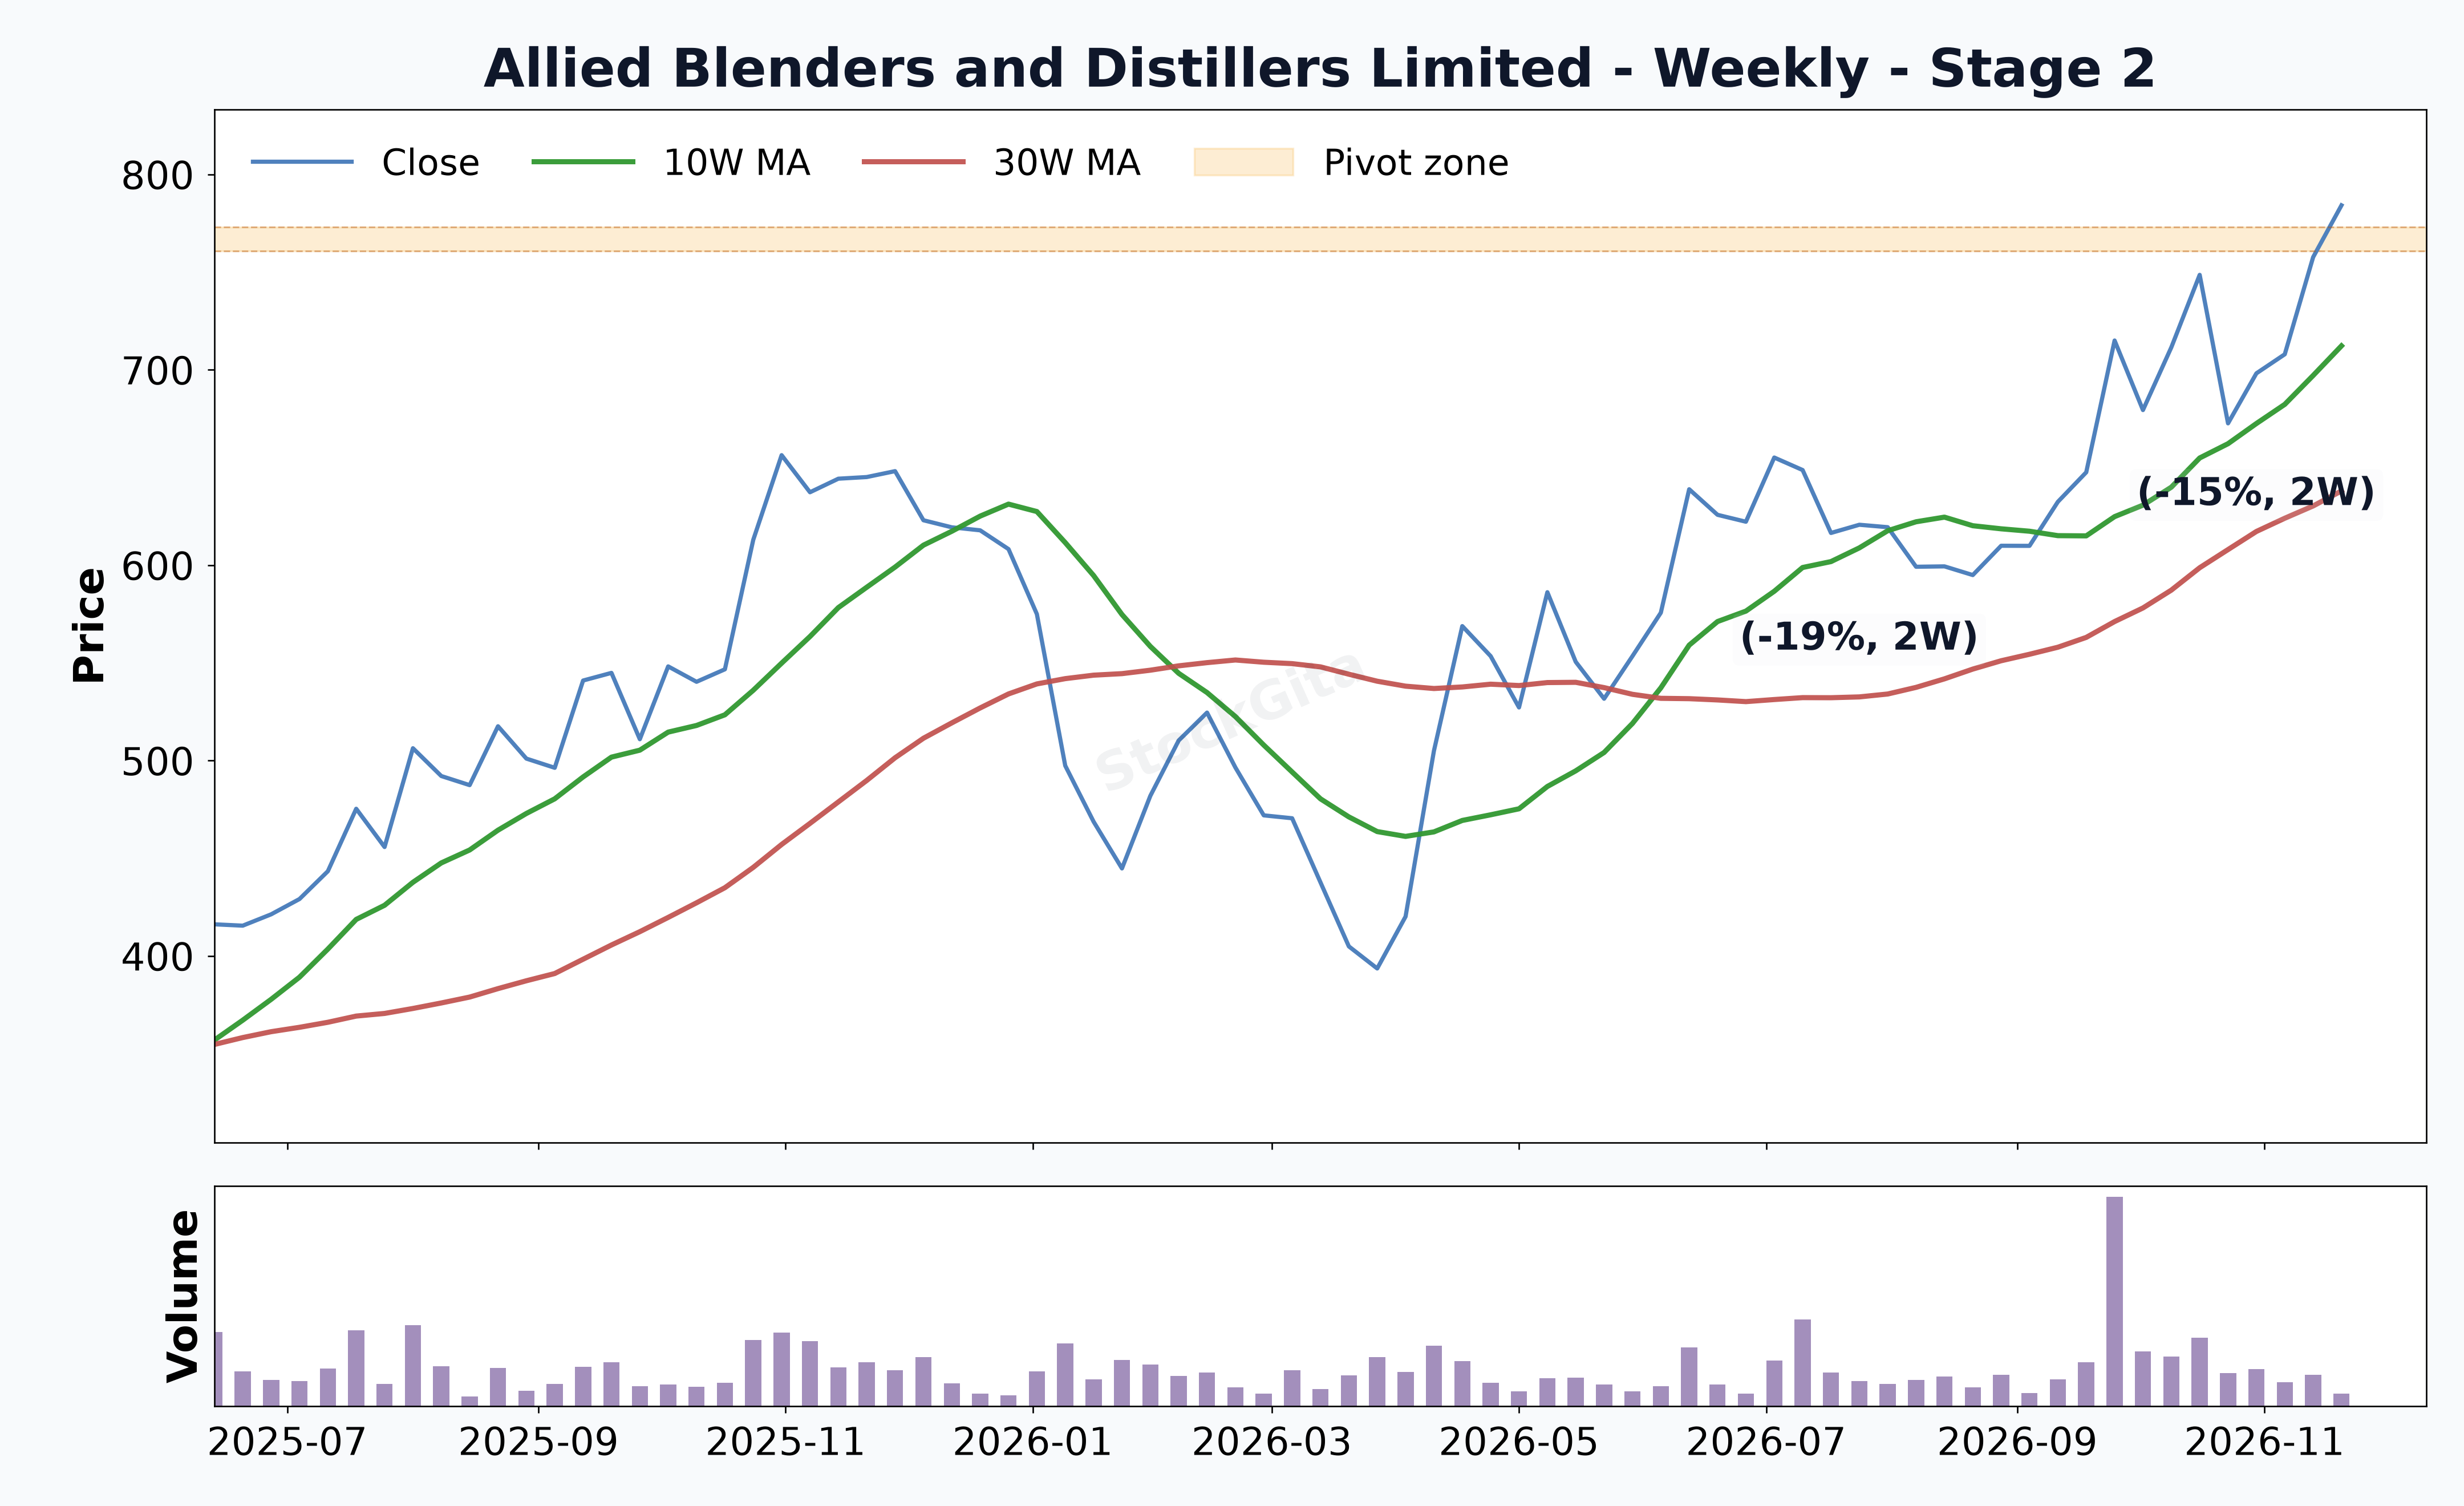 Allied Blenders and Distillers Limited - Weekly - Stage 2
Close 10W MA 30W MA Pivot zone
800
700
600
500
400
Price
(-15%, 2W)
(-19%, 2W)
StockGite
Volume
2025-07 2025-09 2025-11 2026-01 2026-03 2026-05 2026-07 2026-09 2026-11